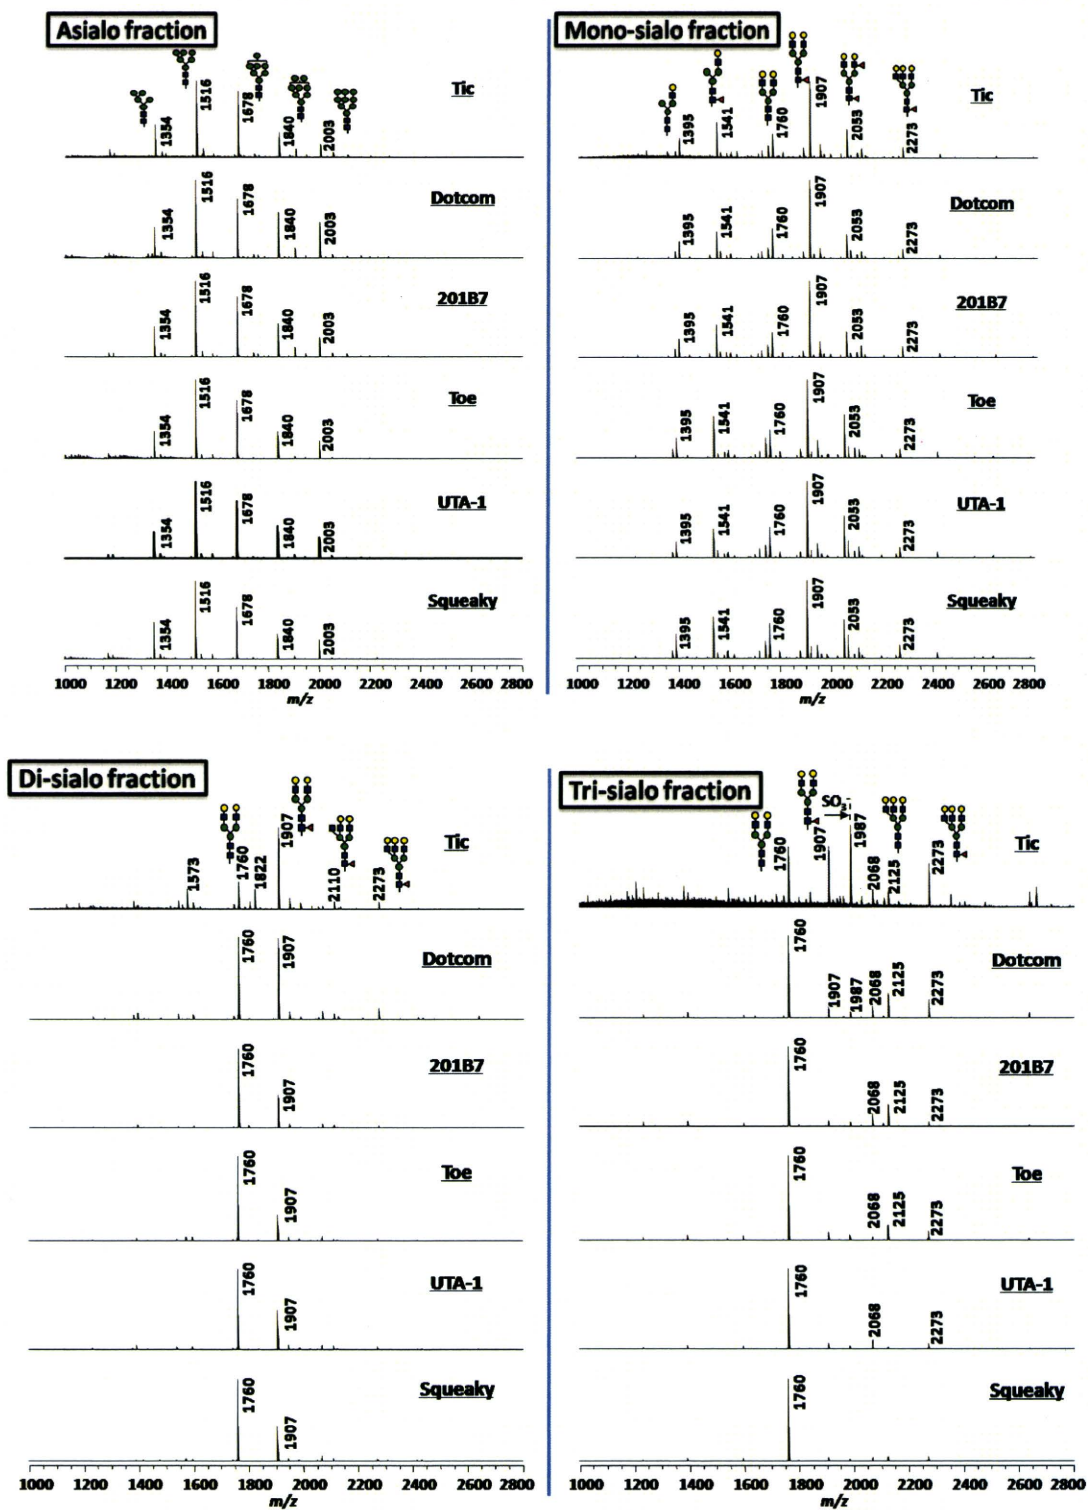 Asialo fraction
1354
1516
1678
1840
2003
Tic
1354
1516
1678
1840
2003
Dotcom
1354
1516
1678
1840
2003
201B7
1354
1516
1678
1840
2003
Toe
1354
1516
1678
1840
2003
UTA-1
1354
1516
1678
1840
2003
Squeaky
1000 1200 1400 1600 1800 2000 2200 2400 2600 2800
m/z
Mono-sialo fraction
1395
1541
1760
1907
2053
2273
Tic
1395
1541
1760
1907
2053
2273
Dotcom
1395
1541
1760
1907
2053
2273
201B7
1395
1541
1760
1907
2053
2273
Toe
1395
1541
1760
1907
2053
2273
UTA-1
1395
1541
1760
1907
2053
2273
Squeaky
1000 1200 1400 1600 1800 2000 2200 2400 2600 2800
m/z
Di-sialo fraction
1573
1760
1822
1907
2110
2273
Tic
1760
1907
Dotcom
1760
1907
201B7
1760
1907
Toe
1760
1907
UTA-1
1760
1907
Squeaky
1000 1200 1400 1600 1800 2000 2200 2400 2600 2800
m/z
Tri-sialo fraction
1760
1907
SO3-
1987
2068
2125
2273
Tic
1760
1907
1987
2068
2125
2273
Dotcom
1760
2068
2125
2273
201B7
1760
2068
2125
2273
Toe
1760
2068
2273
UTA-1
1760
Squeaky
1000 1200 1400 1600 1800 2000 2200 2400 2600 2800
m/z